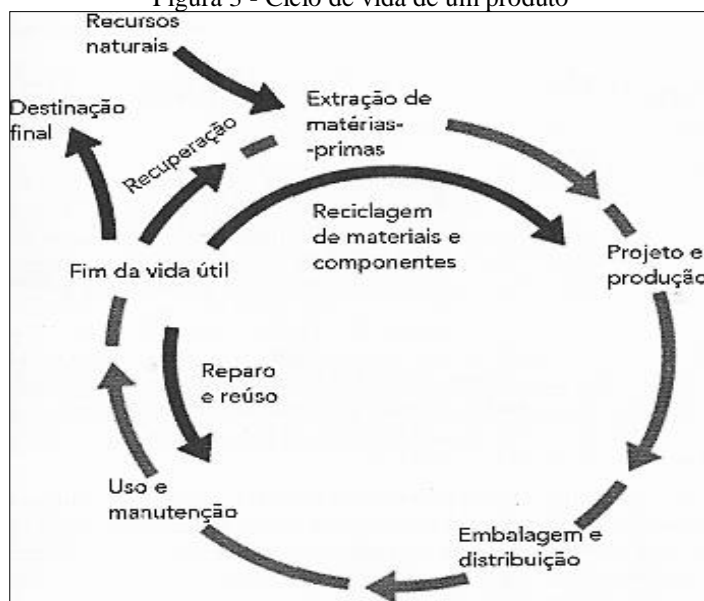 Figura 3 - Ciclo de vida de um produto
Recursos
naturais
Destinação
final
Recuperação
Extração de
matérias-
-primas
Reciclagem
de materiais e
componentes
Projeto e
produção
Fim da vida útil
Reparo
e reúso
Uso e
manutenção
Embalagem e
distribuição